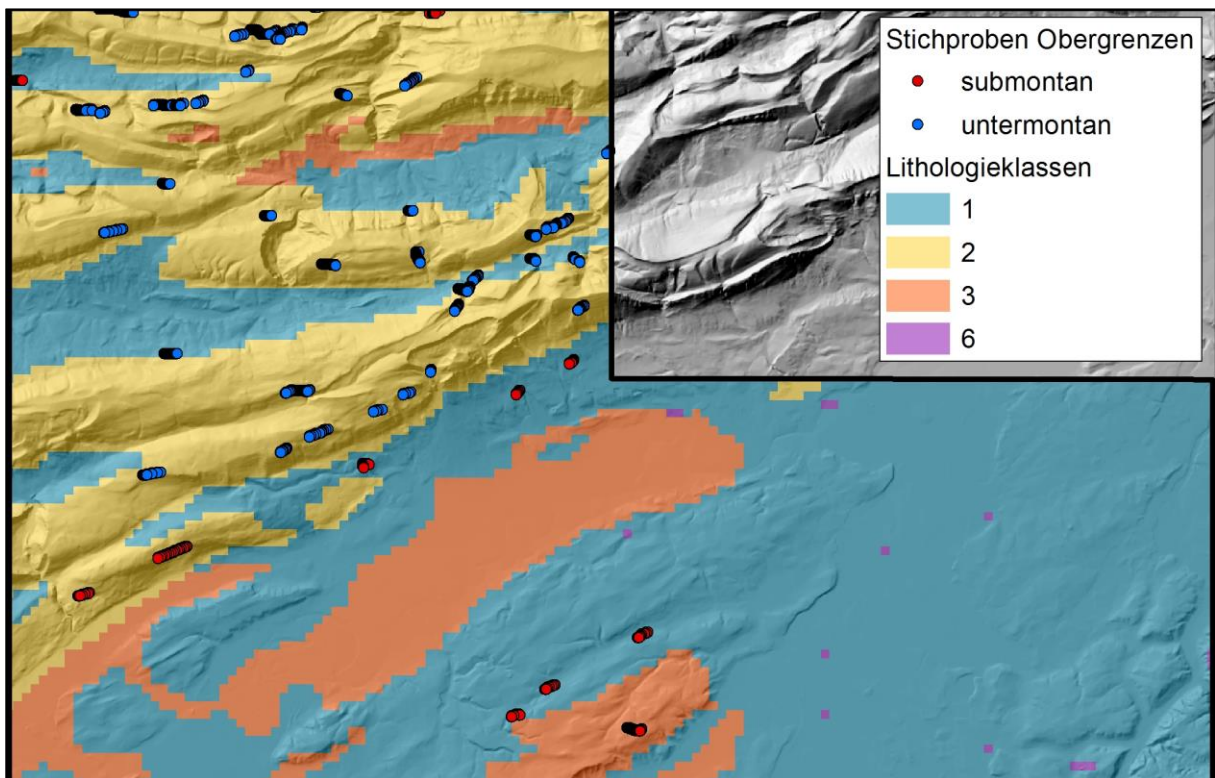 Stichproben Obergrenzen
submontan
untermontan
Lithologieklassen
1
2
3
6